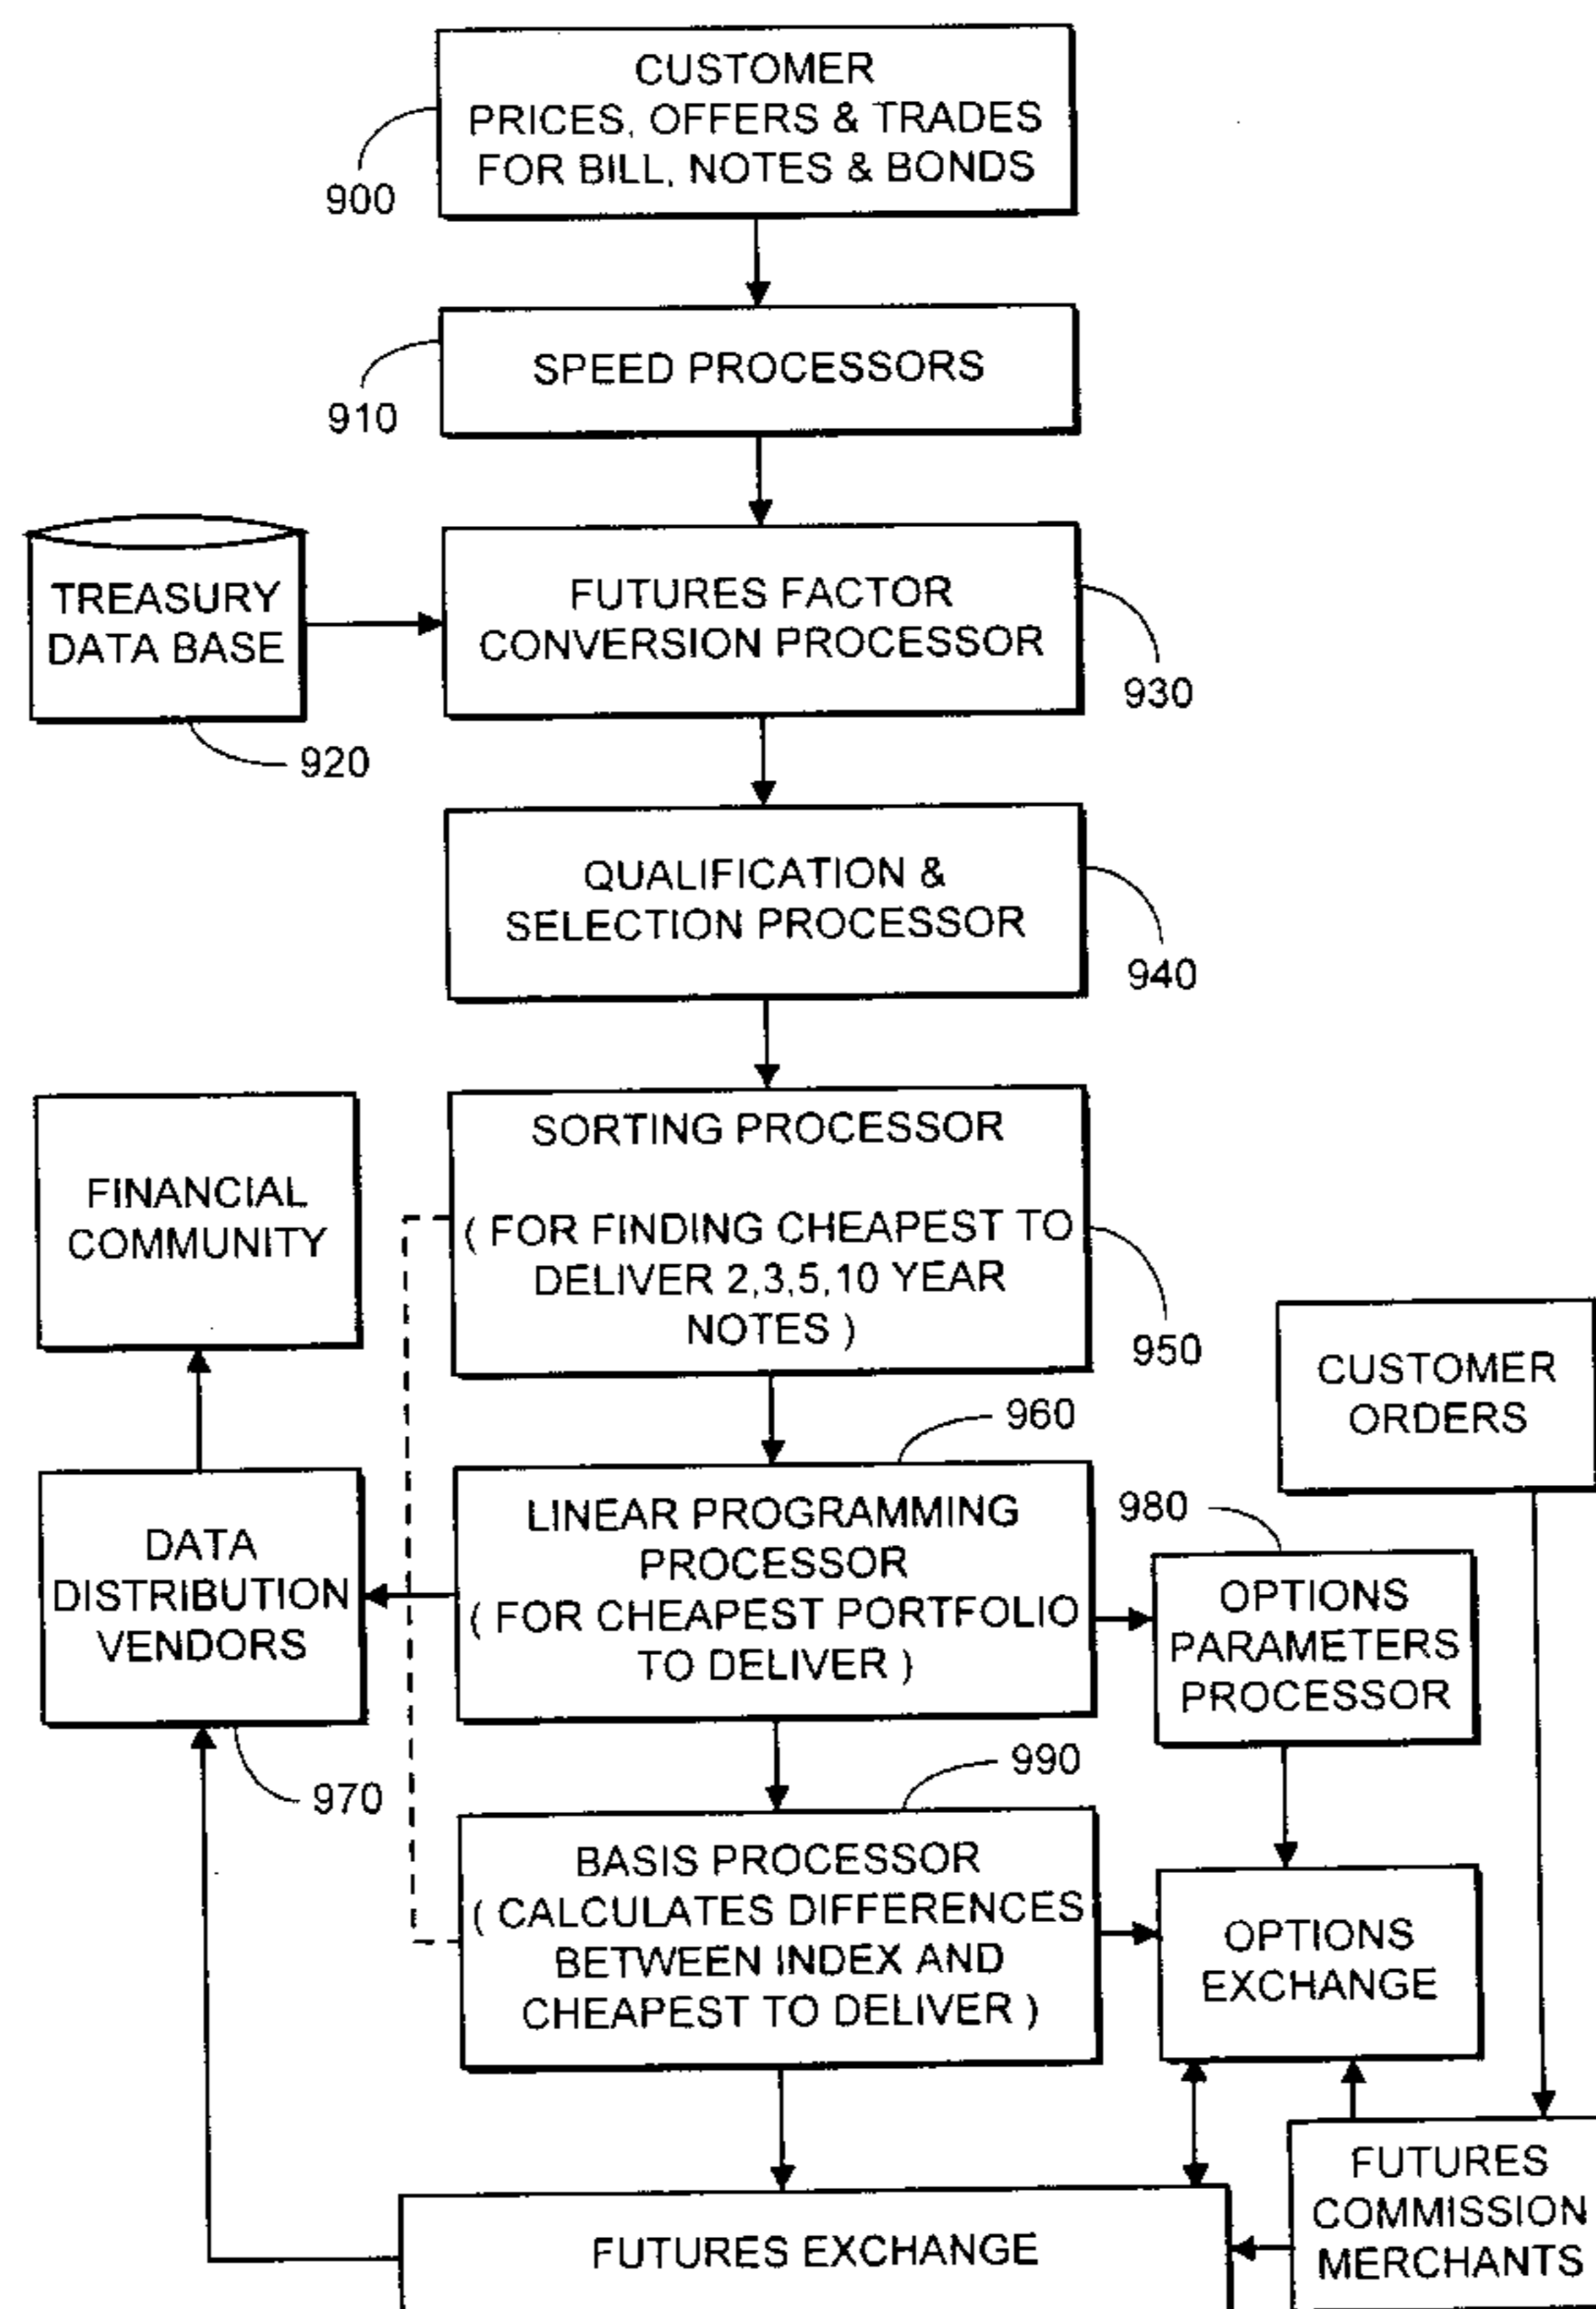 CUSTOMER
PRICES, OFFERS & TRADES
FOR BILL, NOTES & BONDS
900
SPEED PROCESSORS
910
TREASURY
DATA BASE
920
FUTURES FACTOR
CONVERSION PROCESSOR
930
QUALIFICATION &
SELECTION PROCESSOR
940
FINANCIAL
COMMUNITY
SORTING PROCESSOR
( FOR FINDING CHEAPEST TO
DELIVER 2,3,5,10 YEAR
NOTES )
950
CUSTOMER
ORDERS
960
LINEAR PROGRAMMING
PROCESSOR
( FOR CHEAPEST PORTFOLIO
TO DELIVER )
DATA
DISTRIBUTION
VENDORS
970
980
OPTIONS
PARAMETERS
PROCESSOR
990
BASIS PROCESSOR
( CALCULATES DIFFERENCES
BETWEEN INDEX AND
CHEAPEST TO DELIVER )
OPTIONS
EXCHANGE
FUTURES EXCHANGE
FUTURES
COMMISSION
MERCHANTS